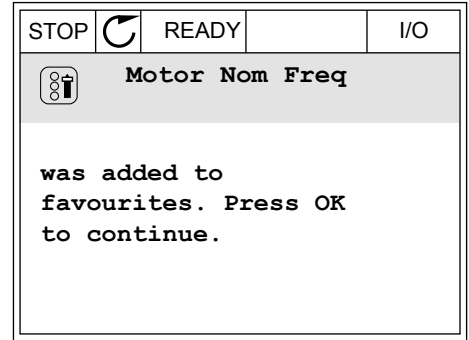 STOP READY I/O
Motor Nom Freq
was added to
favourites. Press OK
to continue.